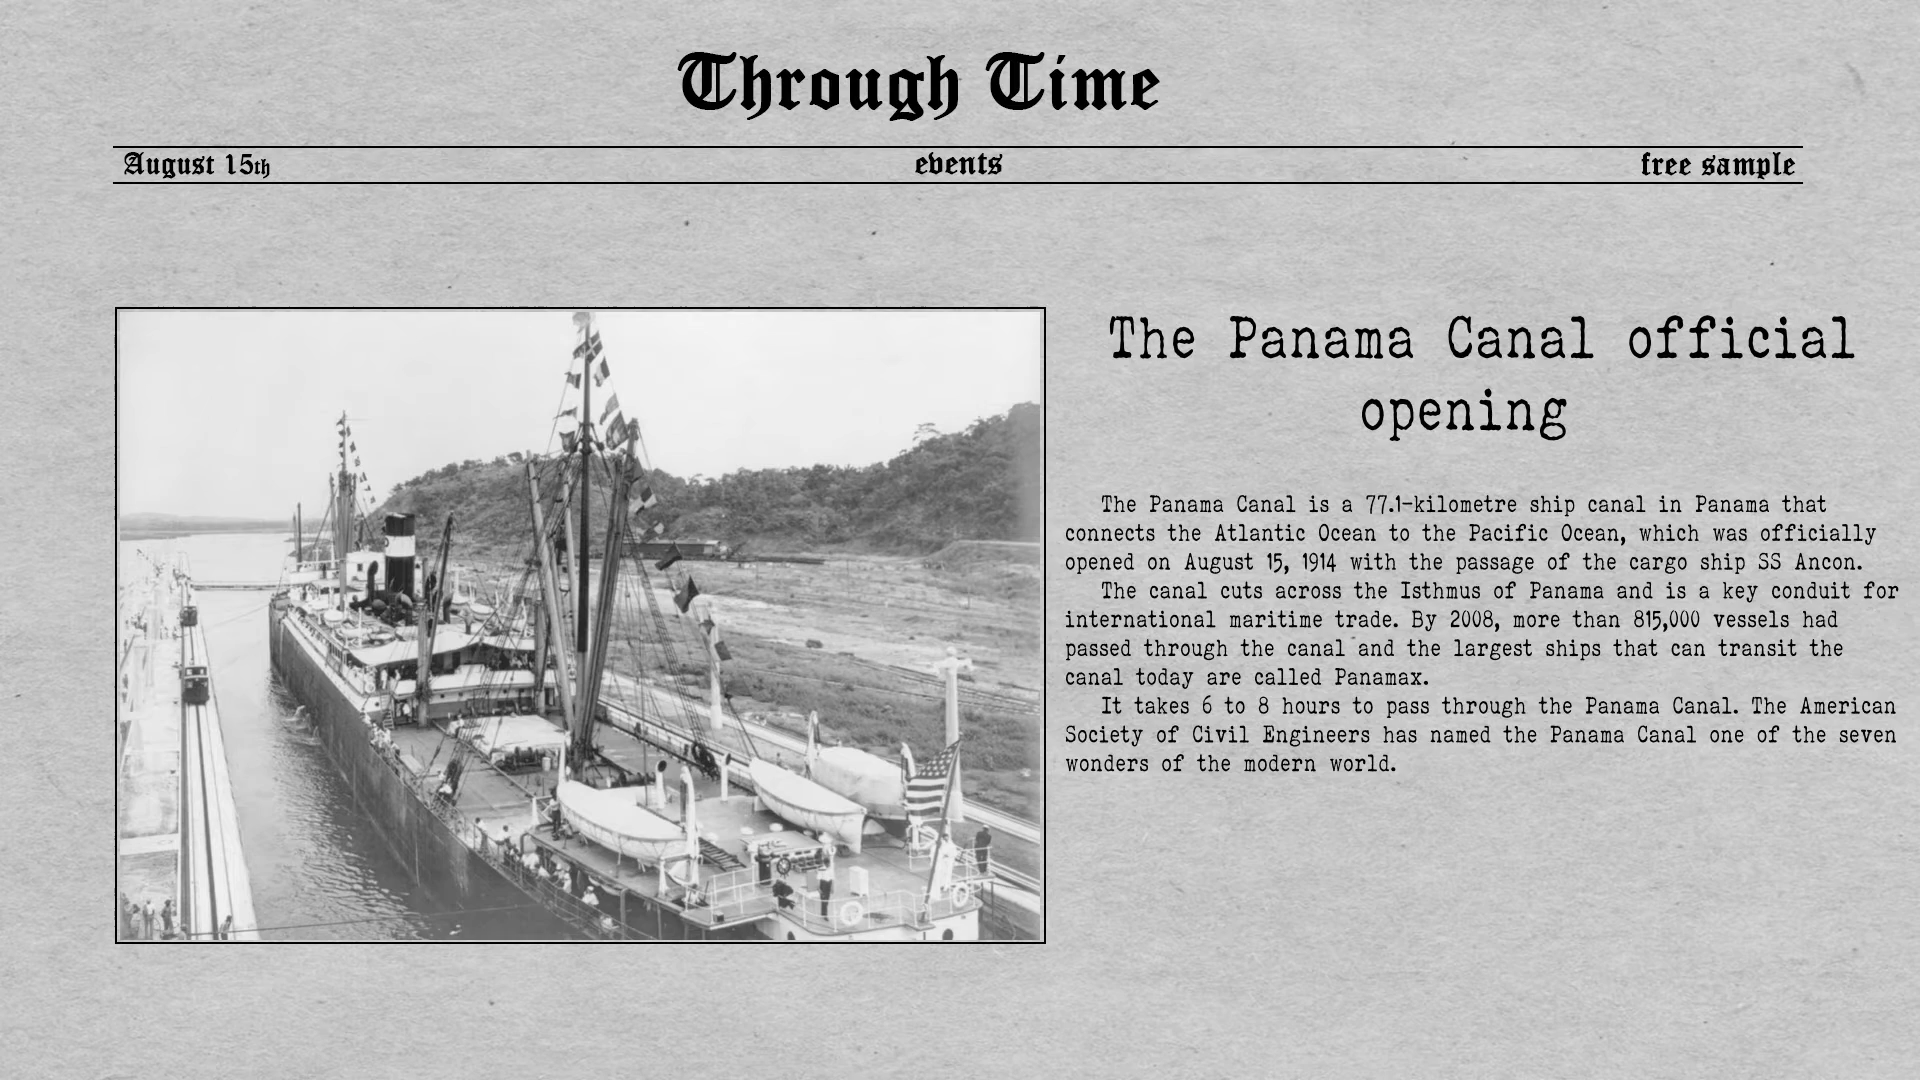 Through Time
August 15th events free sample
The Panama Canal official
opening
The Panama Canal is a 77.1-kilometre ship canal in Panama that
connects the Atlantic Ocean to the Pacific Ocean, which was officially
opened on August 15, 1914 with the passage of the cargo ship SS Ancon.
The canal cuts across the Isthmus of Panama and is a key conduit for
international maritime trade. By 2008, more than 815,000 vessels had
passed through the canal and the largest ships that can transit the
canal today are called Panamax.
It takes 6 to 8 hours to pass through the Panama Canal. The American
Society of Civil Engineers has named the Panama Canal one of the seven
wonders of the modern world.